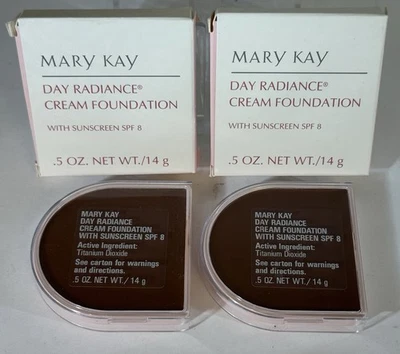 MARY KAY
DAY RADIANCE®
CREAM FOUNDATION
WITH SUNSCREEN SPF 8
.5 OZ. NET WT./14 g
MARY KAY
DAY RADIANCE®
CREAM FOUNDATION
WITH SUNSCREEN SPF 8
.5 OZ. NET WT./14 g
MARY KAY
DAY RADIANCE
CREAM FOUNDATION
WITH SUNSCREEN SPF 8
Active Ingredient:
Titanium Dioxide
See carton for warnings
and directions.
.5 OZ. NET WT./ 14 g
MARY KAY
DAY RADIANCE
CREAM FOUNDATION
WITH SUNSCREEN SPF 8
Active Ingredient:
Titanium Dioxide
See carton for warnings
and directions.
.5 OZ. NET WT./ 14 g